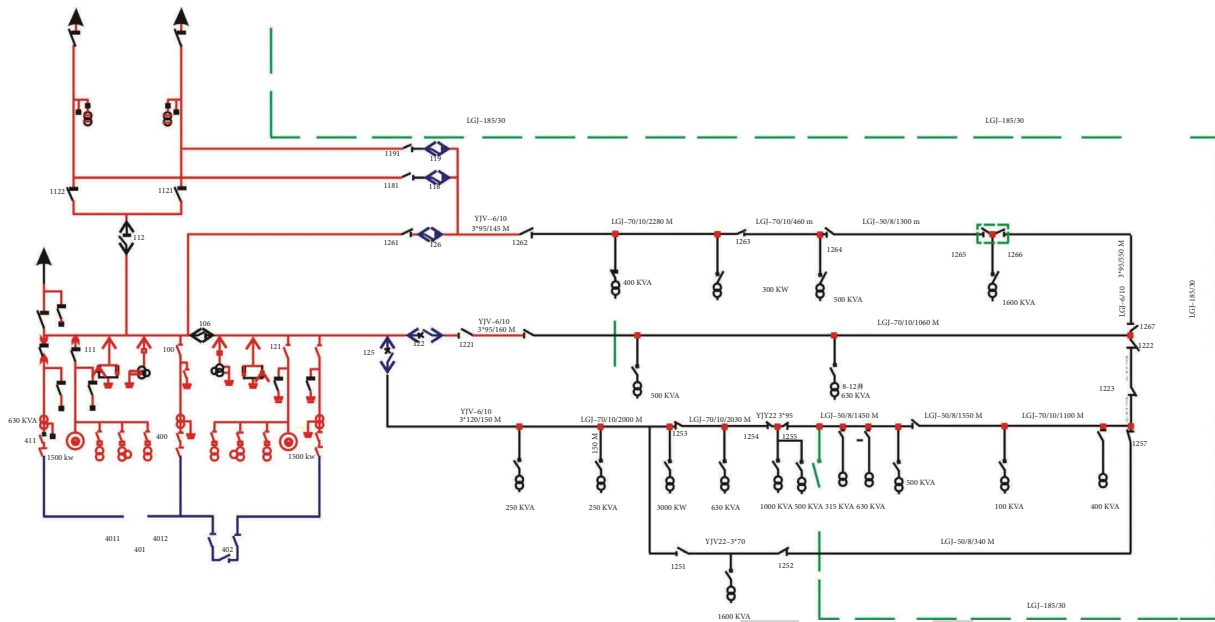 LGJ–185/30
LGJ–185/30
1191
119
1181
118
1122
1121
112
1261
126
YJV–6/10
3*95/145 M
1262
LGJ–70/10/2280 M
LGJ–70/10/460 m
1263
LGJ–50/8/1300 m
1264
1265
1266
400 KVA
300 KW
500 KVA
1600 KVA
3*95/550 M
LGJ–6/10
LGJ–185/30
106
122
1221
YJV–6/10
3*95/160 M
LGJ–70/10/1060 M
1267
1222
111
100
121
125
500 KVA
8-12井
630 KVA
1223
630 KVA
411
1500 kw
400
1500 kw
YJV–6/10
3*120/150 M
LGJ–70/10/2000 M
150 M
1253
LGJ–70/10/2030 M
1254
YJV22 3*95
1255
LGJ–50/8/1450 M
LGJ–50/8/1550 M
LGJ–70/10/1100 M
1257
250 KVA
250 KVA
3000 KW
630 KVA
1000 KVA
500 KVA
315 KVA
630 KVA
500 KVA
100 KVA
400 KVA
4011
4012
401
402
YJV22–3*70
1251
1252
LGJ–50/8/340 M
1600 KVA
LGJ–185/30